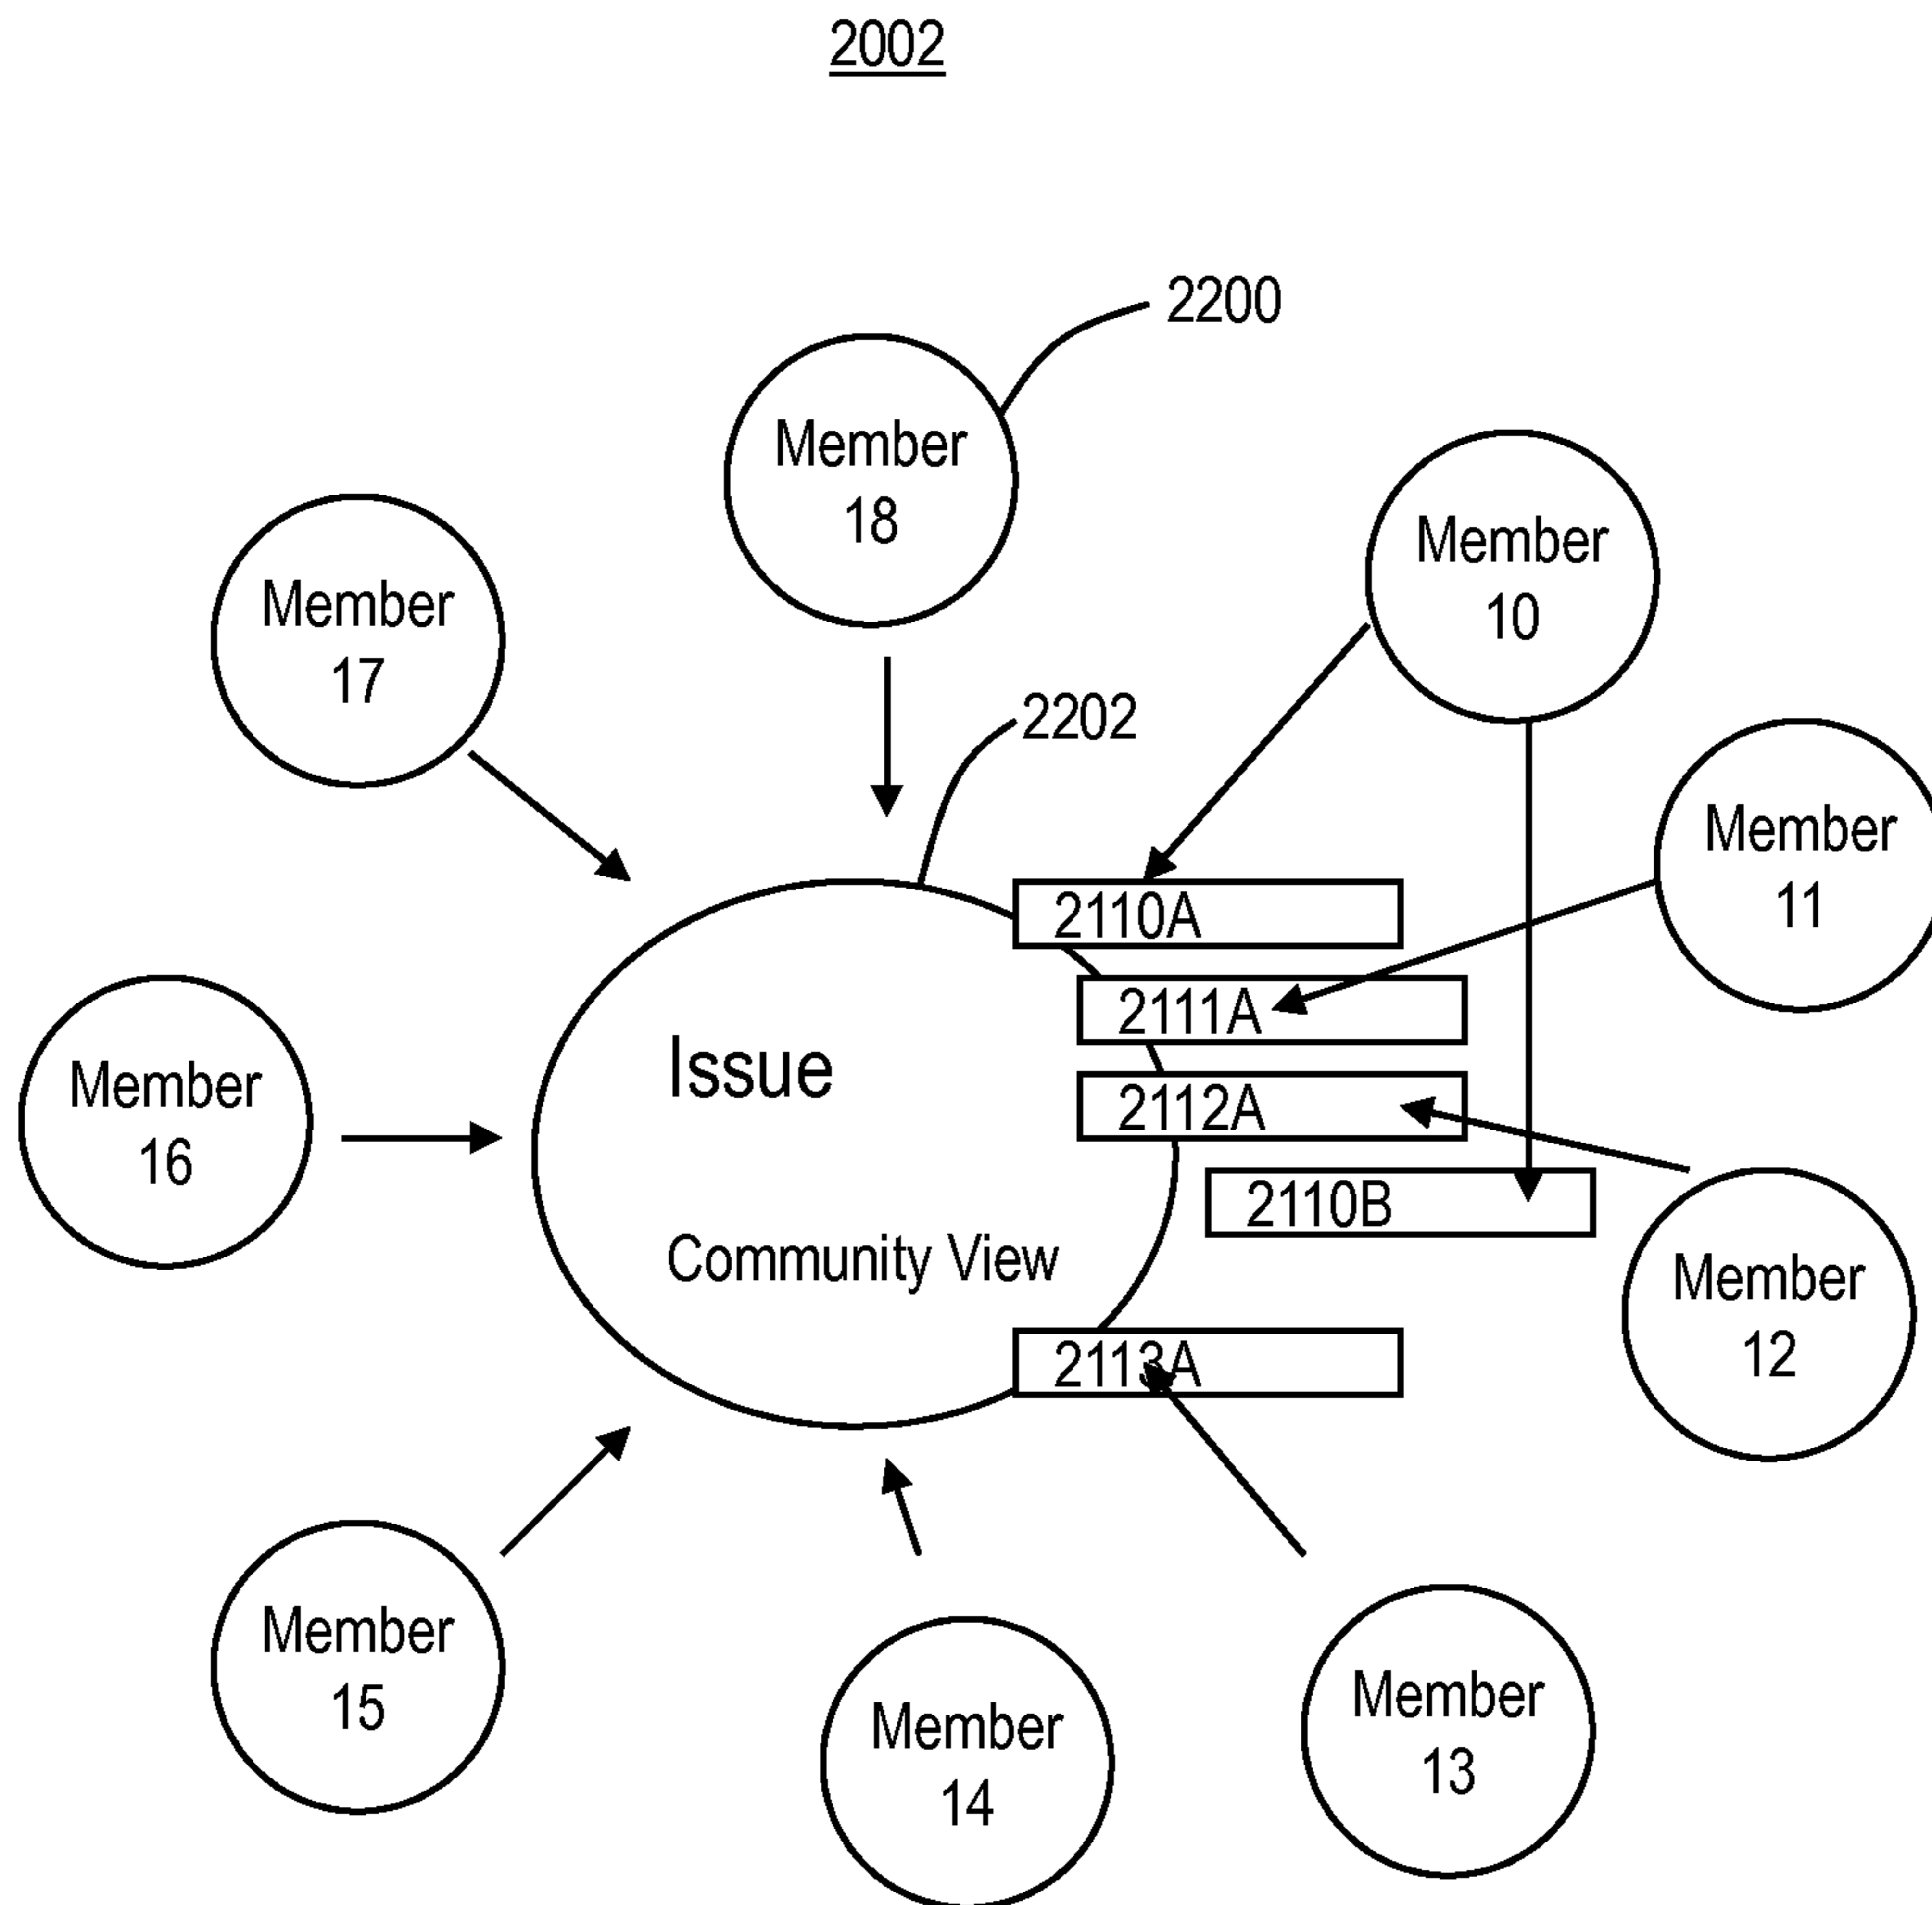 2002
2200
Member
18
Member
10
Member
17
2202
Member
11
2110A
2111A
Issue
2112A
Member
16
2110B
Community View
Member
12
2113A
Member
15
Member
14
Member
13